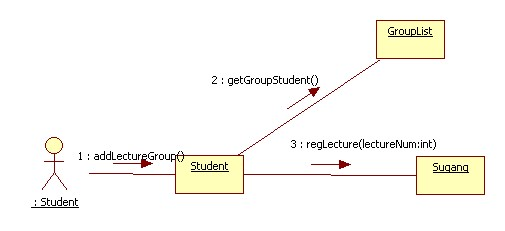 GroupList
2 : getGroupStudent()
1 : addLectureGroup()
3 : regLecture(lectureNum:int)
Student
Sugang
: Student